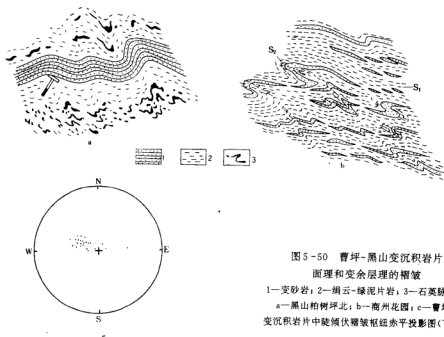 S₂
S₁
a
b
1
2
3
N
W
E
S
c
图5-50 曹坪-黑山变沉积岩片
面理和变余层理的褶皱
1—变砂岩；2—绢云-绿泥片岩；3—石英脉
a—黑山柏树坪北；b—商州花园；c—曹坪
变沉积岩片中陡倾伏褶皱枢纽赤平投影图(